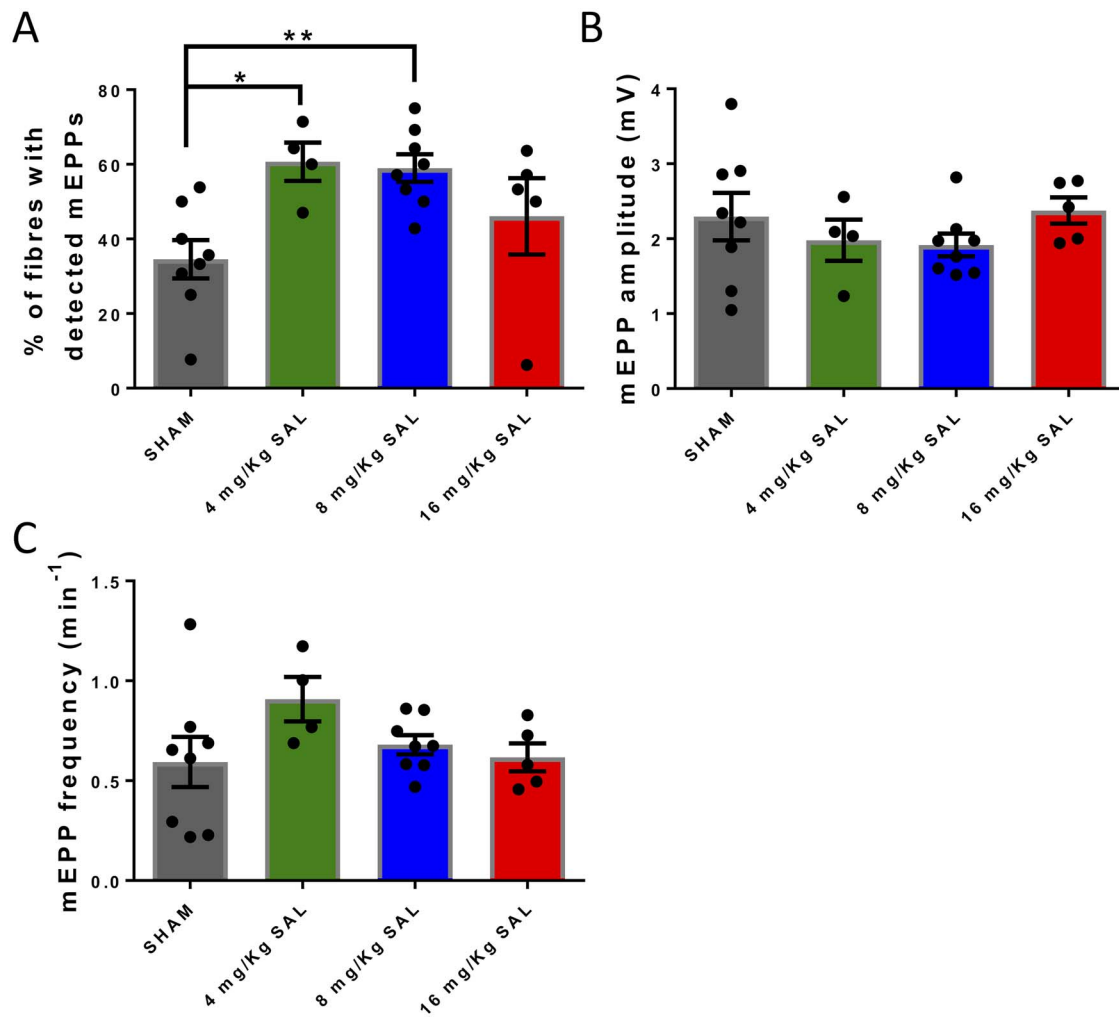 A
% of fibres with
detected mEPPs
80
60
40
20
0
*
**
SHAM
4 mg/Kg SAL
8 mg/Kg SAL
16 mg/Kg SAL
B
mEPP amplitude (mV)
4
3
2
1
0
SHAM
4 mg/Kg SAL
8 mg/Kg SAL
16 mg/Kg SAL
C
mEPP frequency (min⁻¹)
1.5
1.0
0.5
0.0
SHAM
4 mg/Kg SAL
8 mg/Kg SAL
16 mg/Kg SAL